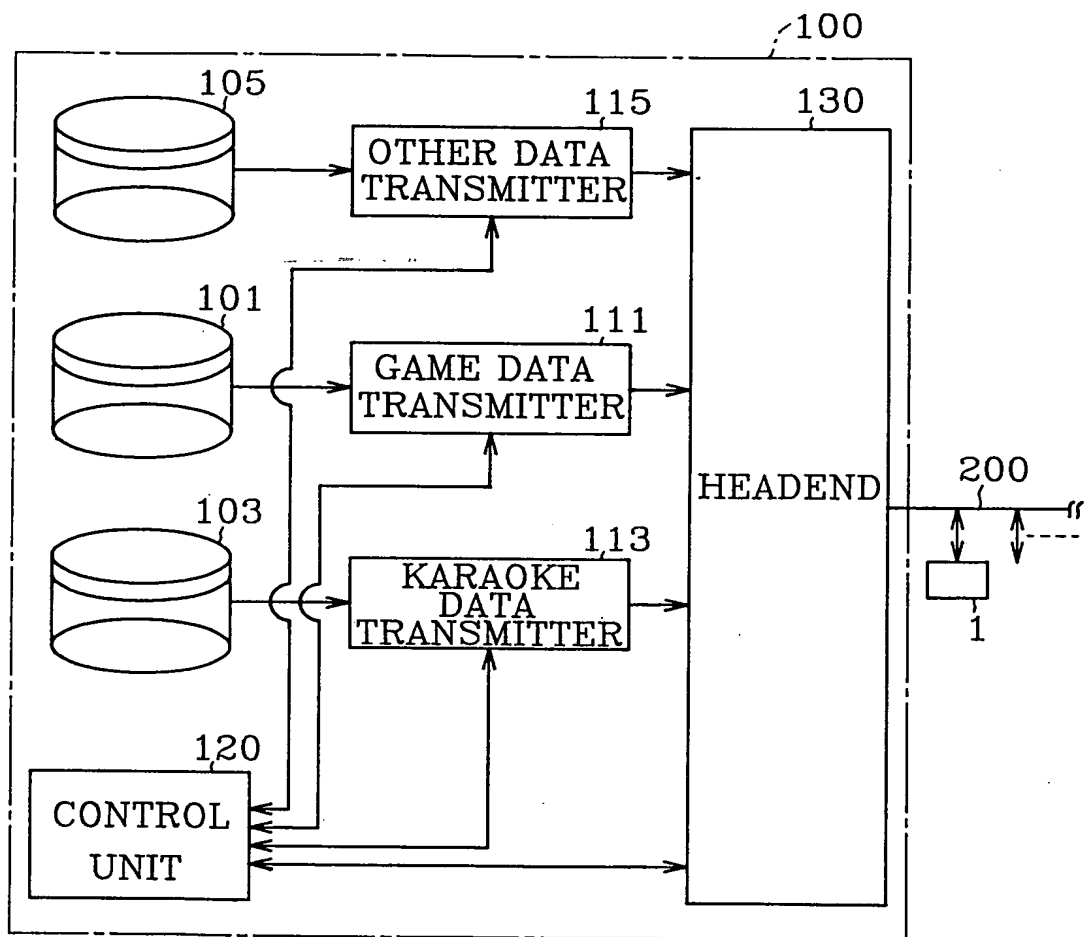 100
105
115
130
OTHER DATA
TRANSMITTER
101
111
GAME DATA
TRANSMITTER
HEADEND
200
103
113
KARAOKE
DATA
TRANSMITTER
1
120
CONTROL
UNIT